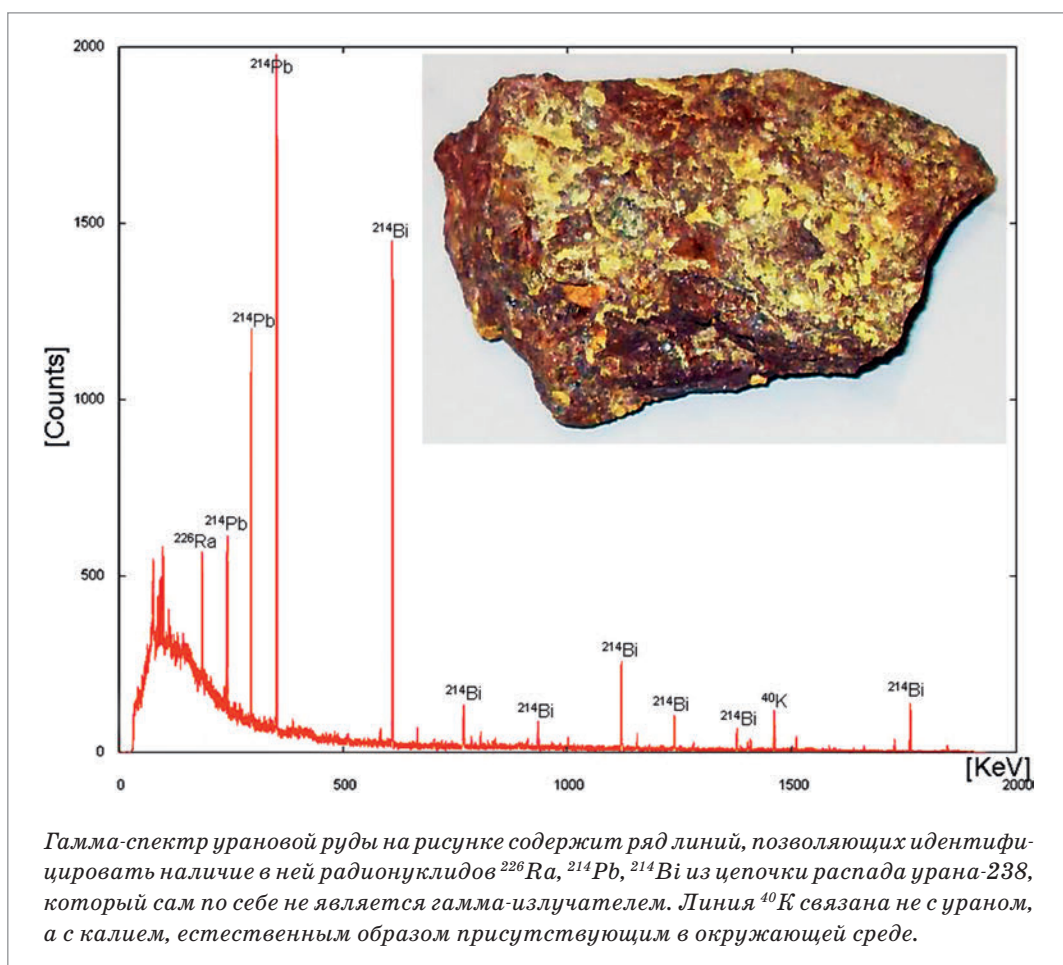 2000
²¹⁴Pb
1500
²¹⁴Bi
²¹⁴Pb
[Counts]
1000
²²⁶Ra
²¹⁴Pb
500
²¹⁴Bi
²¹⁴Bi
²¹⁴Bi
²¹⁴Bi
²¹⁴Bi
⁴⁰K
²¹⁴Bi
0
[KeV]
0
500
1000
1500
2000
Гамма-спектр урановой руды на рисунке содержит ряд линий, позволяющих идентифи-
цировать наличие в ней радионуклидов ²²⁶Ra, ²¹⁴Pb, ²¹⁴Bi из цепочки распада урана-238,
который сам по себе не является гамма-излучателем. Линия ⁴⁰К связана не с ураном,
а с калием, естественным образом присутствующим в окружающей среде.